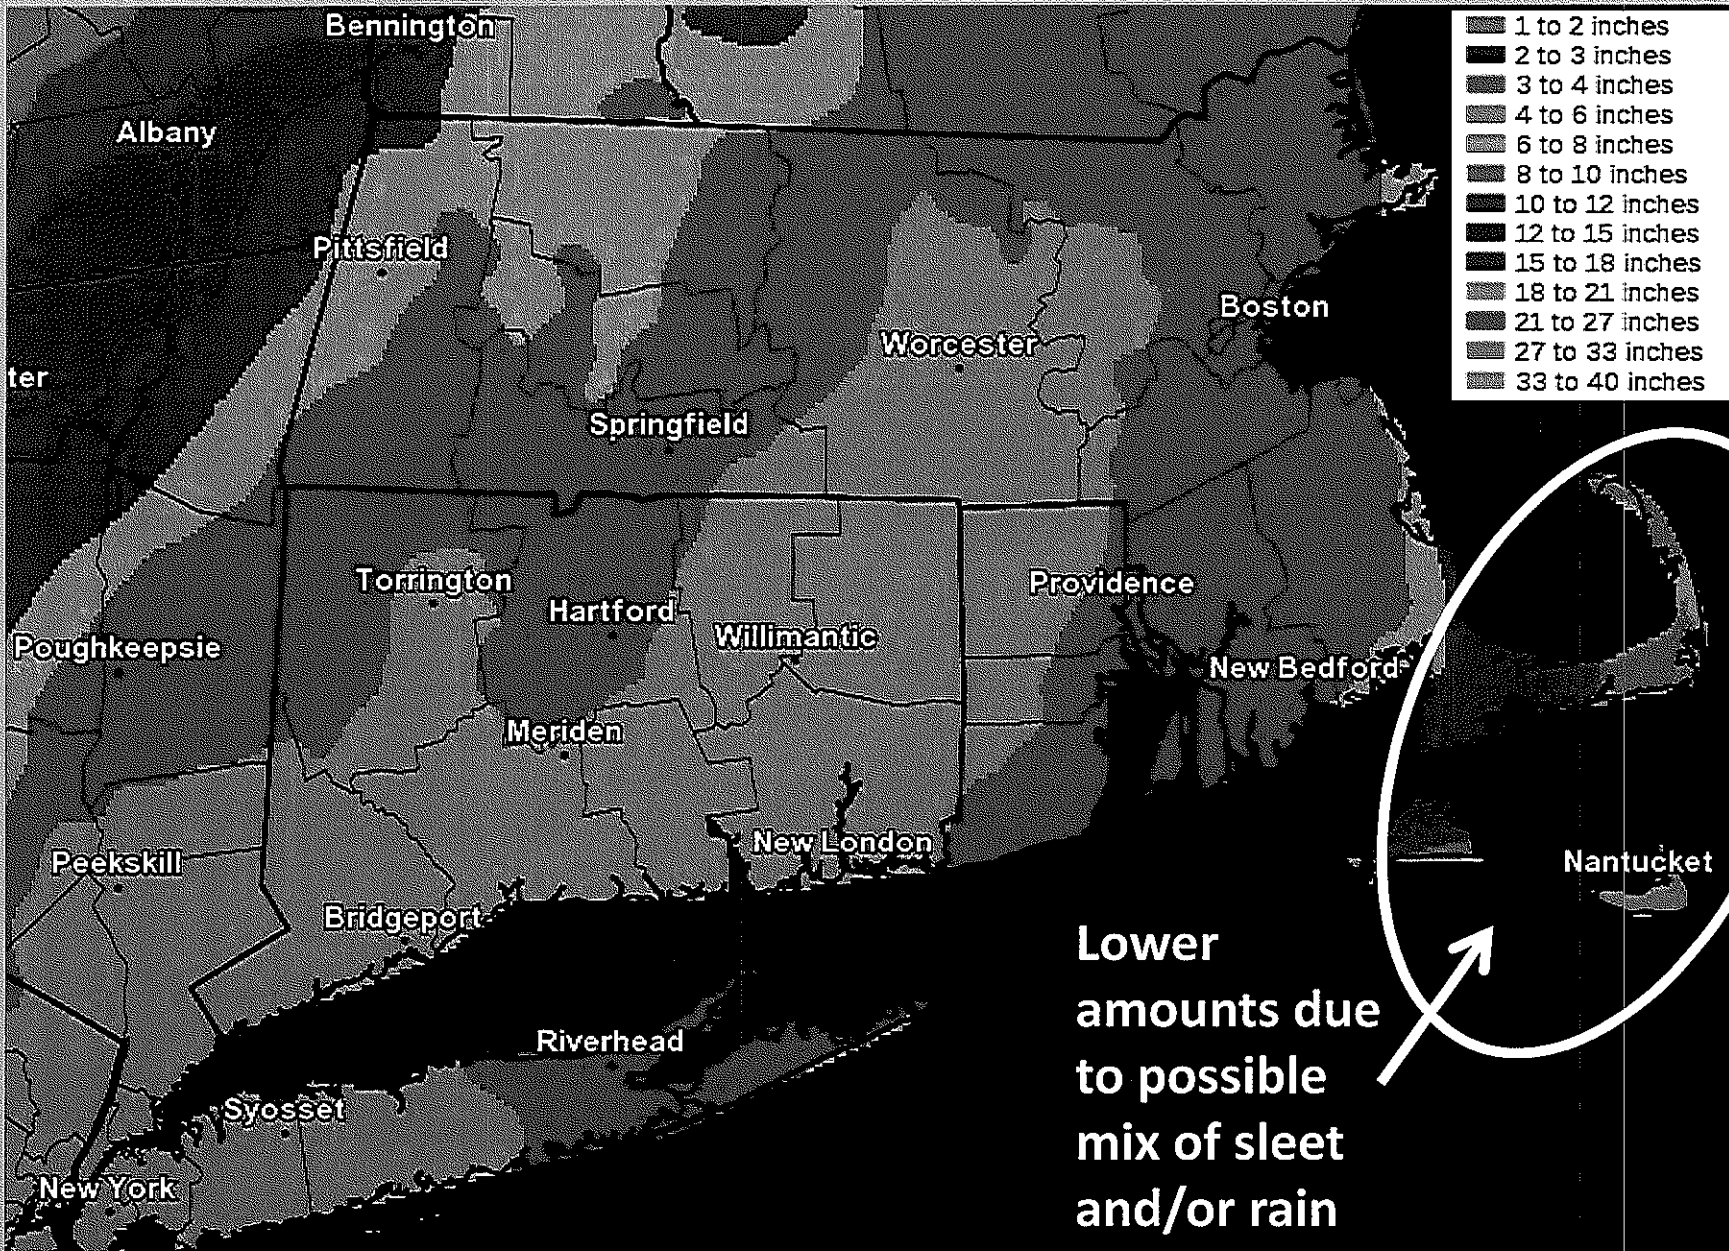 Bennington
1 to 2 inches
2 to 3 inches
3 to 4 inches
4 to 6 inches
6 to 8 inches
8 to 10 inches
10 to 12 inches
12 to 15 inches
15 to 18 inches
18 to 21 inches
21 to 27 inches
27 to 33 inches
33 to 40 inches
Albany
Pittsfield
Boston
Worcester
ter
Springfield
Torrington
Providence
Hartford
Willimantic
Poughkeepsie
New Bedford
Meriden
New London
Peekskill
Nantucket
Bridgeport
Lower
amounts due
to possible
mix of sleet
and/or rain
Riverhead
Syosset
New York